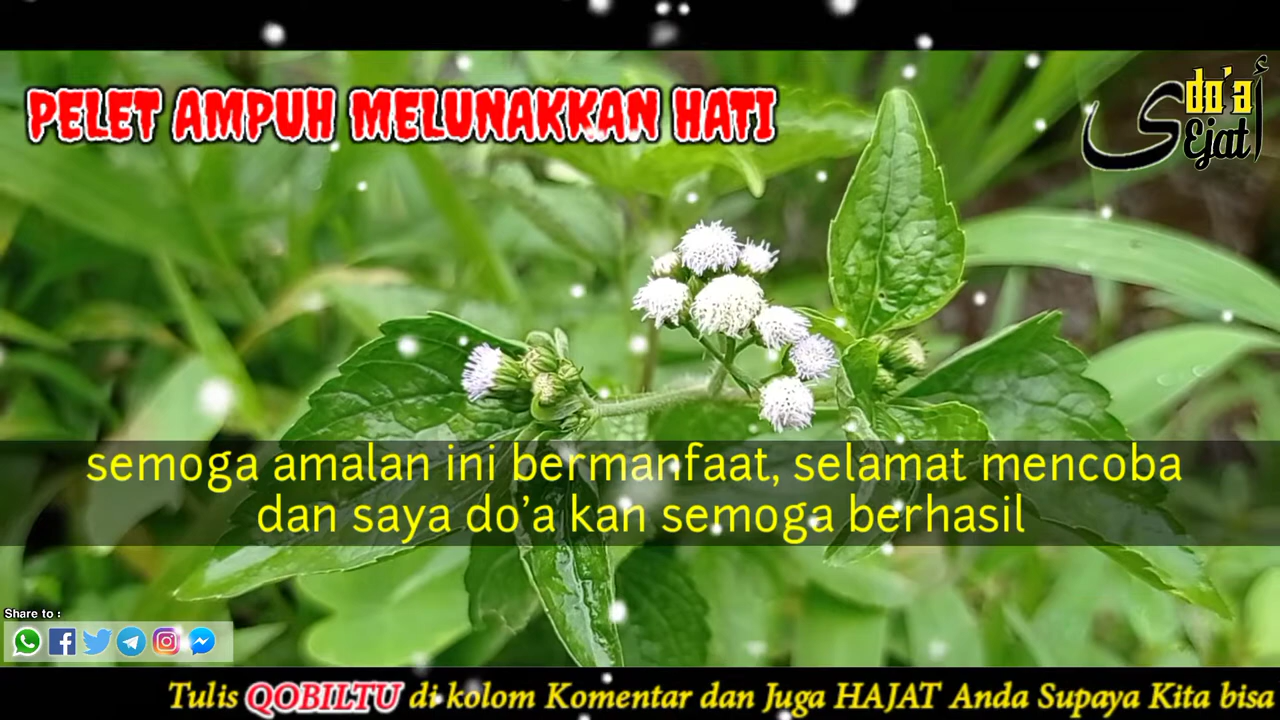 PELET AMPUH MELUNAKKAN HATI
do'a
Ejati
semoga amalan ini bermanfaat, selamat mencoba
dan saya do'a kan semoga berhasil
Share to :
Tulis QOBILTU di kolom Komentar dan Juga HAJAT Anda Supaya Kita bisa